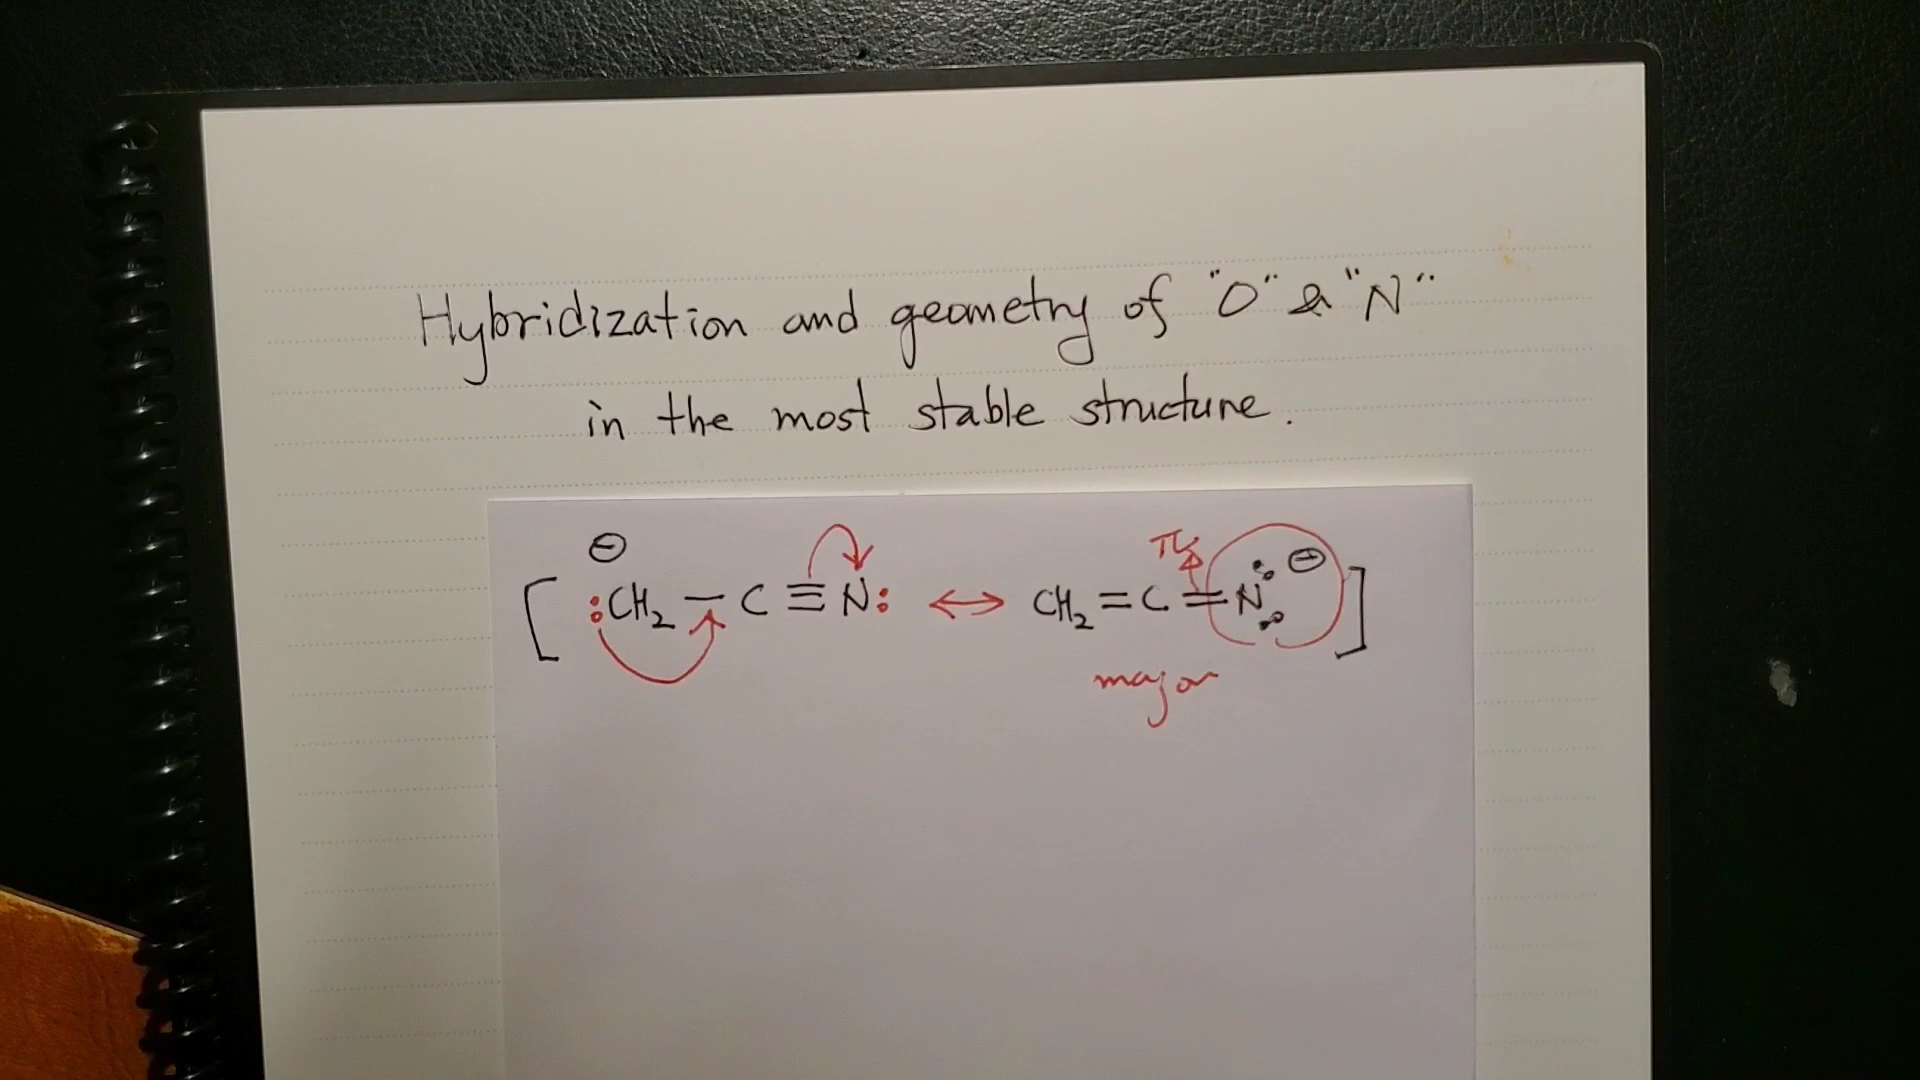 Hybridization and geometry of "O" & "N"
in the most stable structure.
[ ⊖:CH₂ – C ≡ N: ↔ CH₂ = C = N̤̈ ⊖ ]
π
major